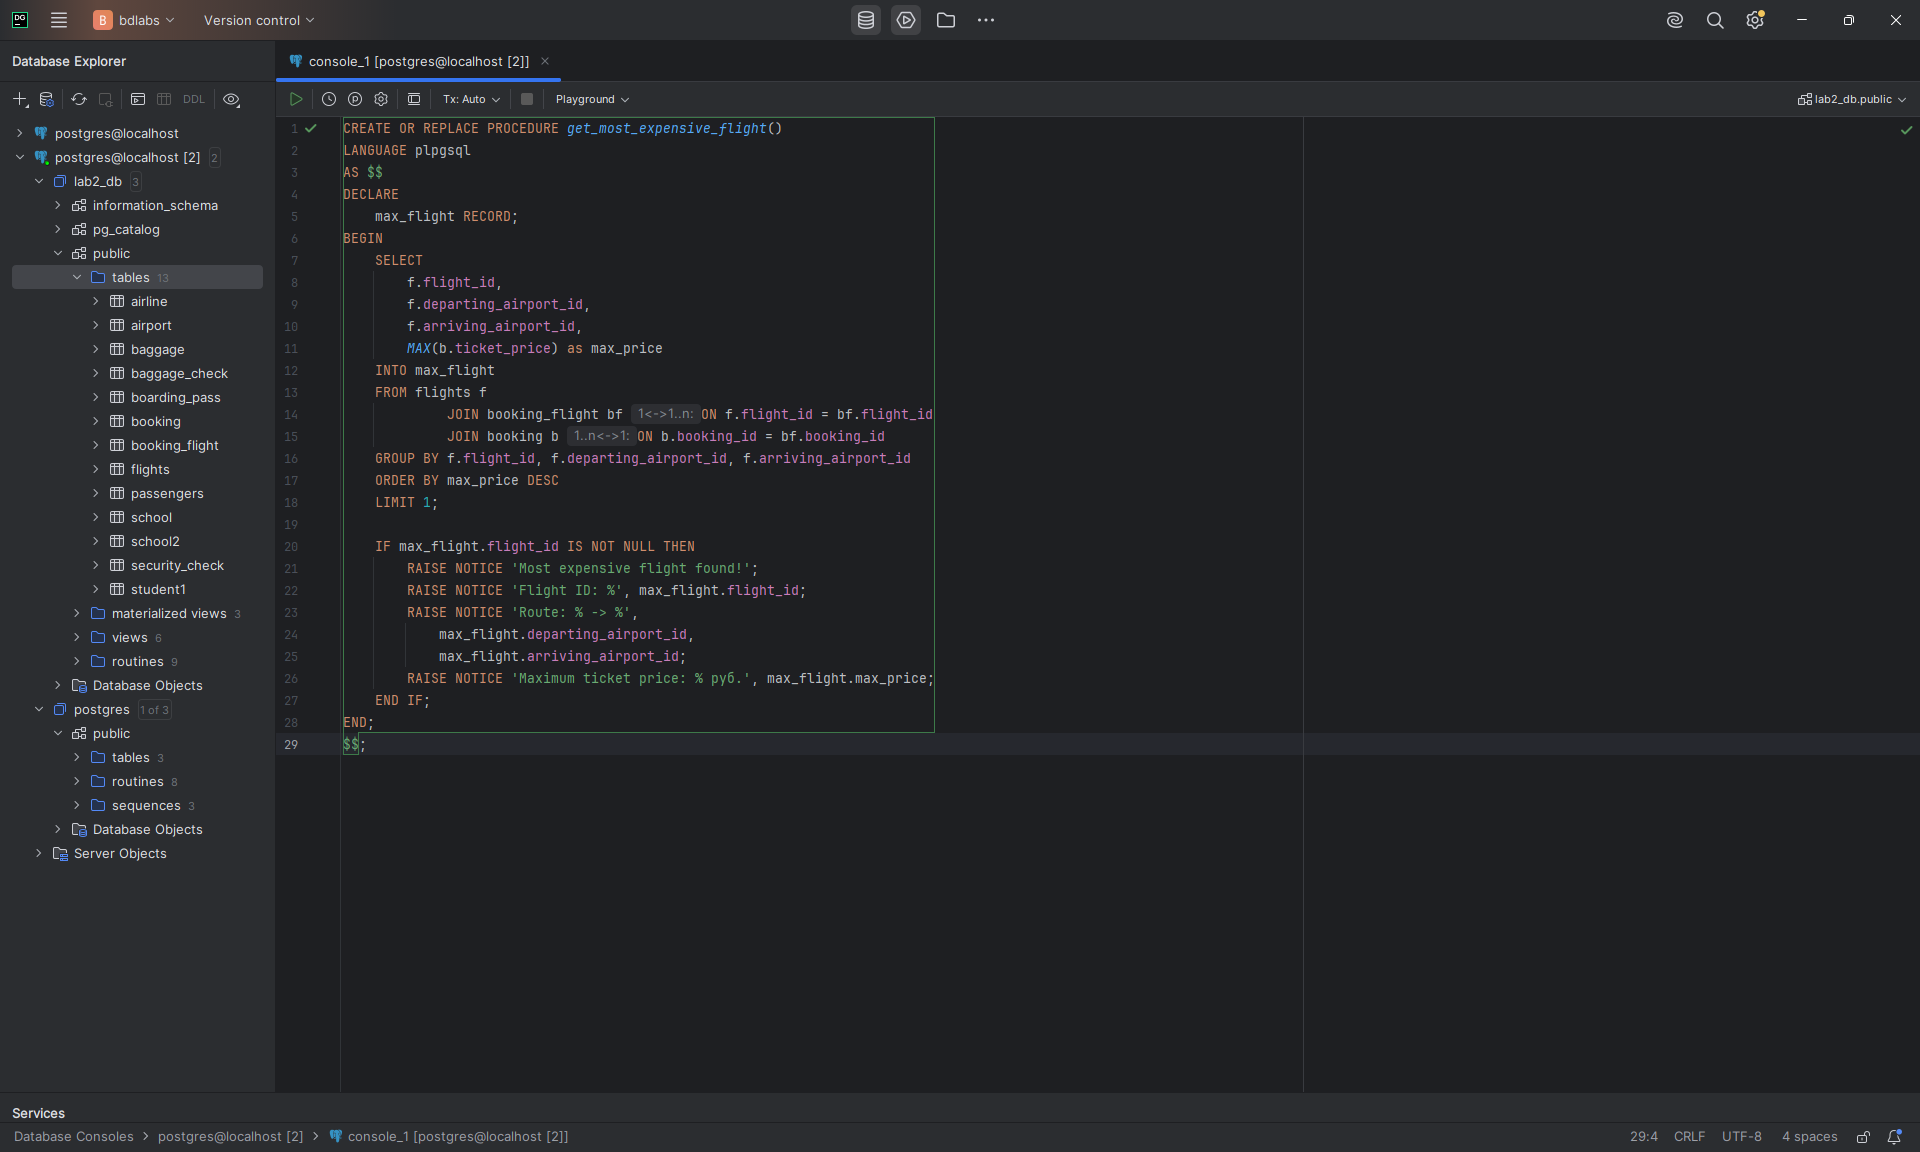 DG
B bdlabs
Version control
Database Explorer
console_1 [postgres@localhost [2]]
DDL
Tx: Auto
Playground
lab2_db.public
postgres@localhost
postgres@localhost [2] 2
lab2_db 3
information_schema
pg_catalog
public
tables 13
airline
airport
baggage
baggage_check
boarding_pass
booking
booking_flight
flights
passengers
school
school2
security_check
student1
materialized views 3
views 6
routines 9
Database Objects
postgres 1 of 3
public
tables 3
routines 8
sequences 3
Database Objects
Server Objects
1 CREATE OR REPLACE PROCEDURE get_most_expensive_flight()
2 LANGUAGE plpgsql
3 AS $$
4 DECLARE
5 max_flight RECORD;
6 BEGIN
7 SELECT
8 f.flight_id,
9 f.departing_airport_id,
10 f.arriving_airport_id,
11 MAX(b.ticket_price) as max_price
12 INTO max_flight
13 FROM flights f
14 JOIN booking_flight bf 1<->1..n: ON f.flight_id = bf.flight_id
15 JOIN booking b 1..n<->1: ON b.booking_id = bf.booking_id
16 GROUP BY f.flight_id, f.departing_airport_id, f.arriving_airport_id
17 ORDER BY max_price DESC
18 LIMIT 1;
19
20 IF max_flight.flight_id IS NOT NULL THEN
21 RAISE NOTICE 'Most expensive flight found!';
22 RAISE NOTICE 'Flight ID: %', max_flight.flight_id;
23 RAISE NOTICE 'Route: % -> %',
24 max_flight.departing_airport_id,
25 max_flight.arriving_airport_id;
26 RAISE NOTICE 'Maximum ticket price: % руб.', max_flight.max_price;
27 END IF;
28 END;
29 $$;
Services
Database Consoles > postgres@localhost [2] > console_1 [postgres@localhost [2]]
29:4 CRLF UTF-8 4 spaces